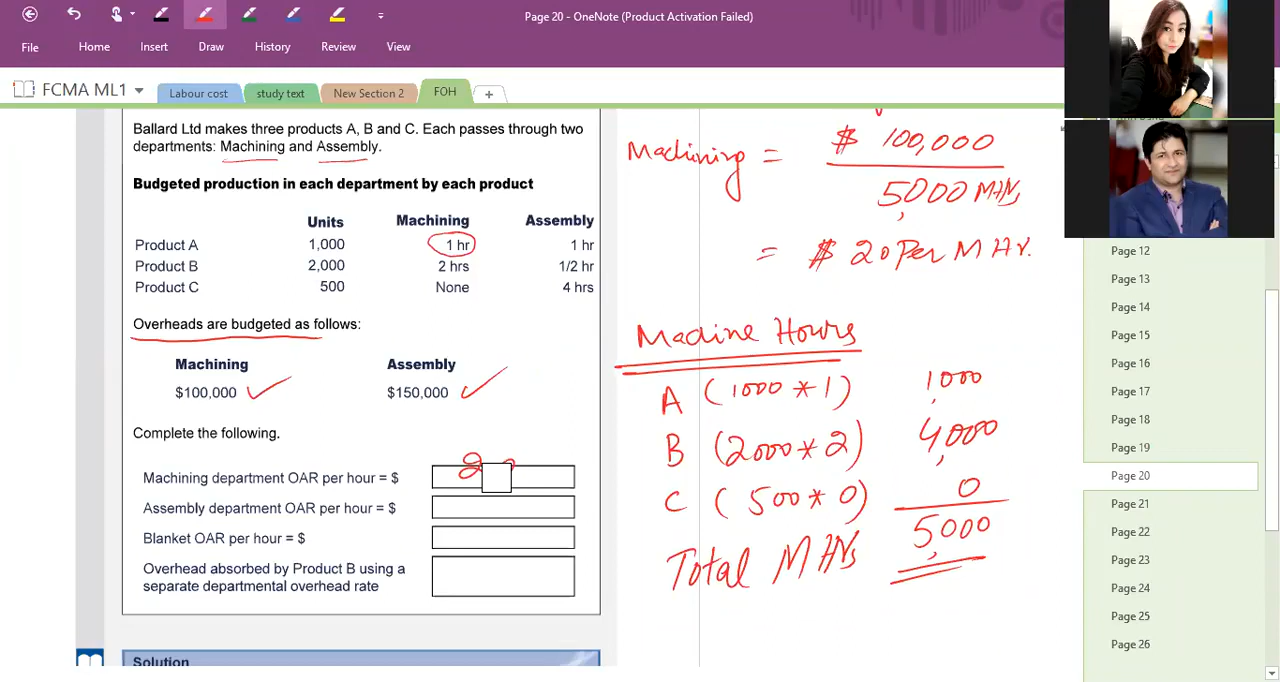 Page 20 - OneNote (Product Activation Failed)
File Home Insert Draw History Review View
FCMA ML1 Labour cost study text New Section 2 FOH
Ballard Ltd makes three products A, B and C. Each passes through two
departments: Machining and Assembly.
Budgeted production in each department by each product
Units Machining Assembly
Product A 1,000 1 hr 1 hr
Product B 2,000 2 hrs 1/2 hr
Product C 500 None 4 hrs
Overheads are budgeted as follows:
Machining Assembly
$100,000 $150,000
Complete the following.
Machining department OAR per hour = $
Assembly department OAR per hour = $
Blanket OAR per hour = $
Overhead absorbed by Product B using a
separate departmental overhead rate
Solution
Machining = $ 100,000
5,000 MHs
= $ 20 Per M Hr.
Machine Hours
A (1000 * 1) 1,000
B (2000 * 2) 4,000
C (500 * 0) 0
Total MHs 5,000
Page 12
Page 13
Page 14
Page 15
Page 16
Page 17
Page 18
Page 19
Page 20
Page 21
Page 22
Page 23
Page 24
Page 25
Page 26